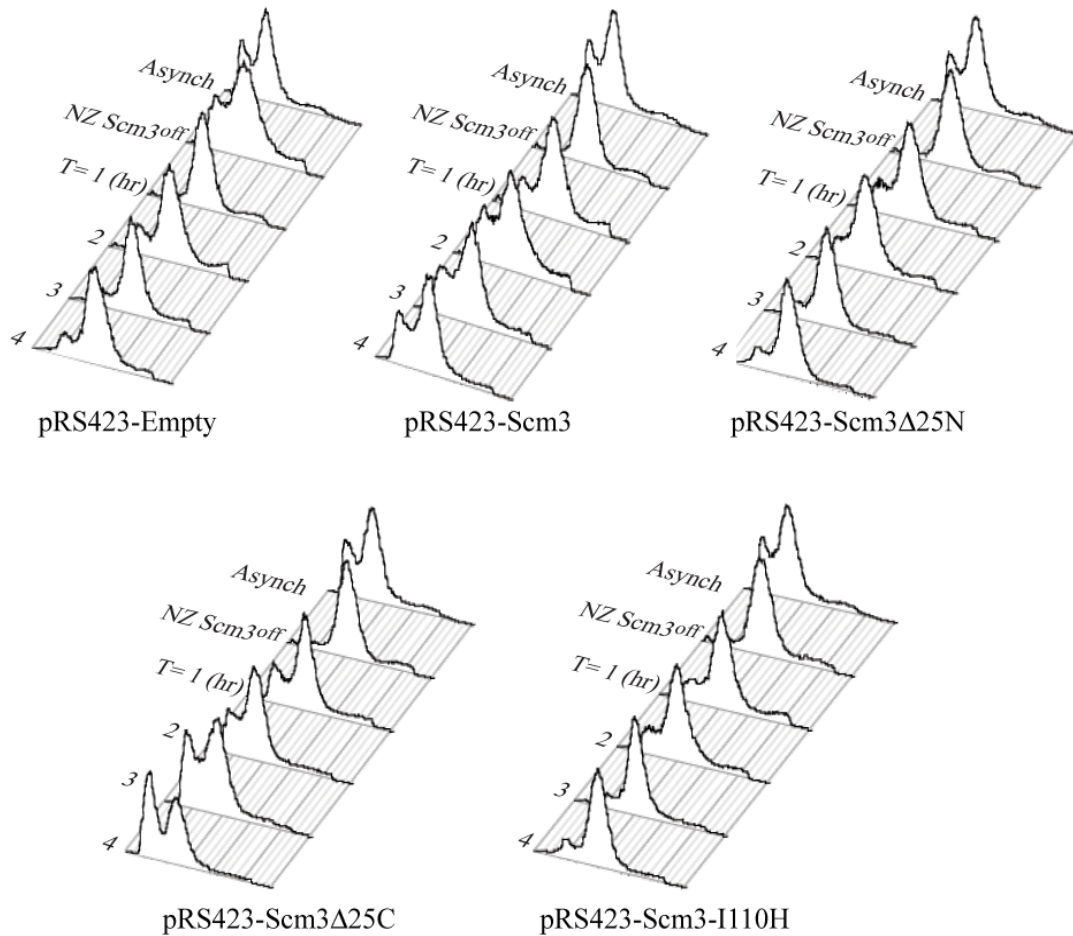 Asynch
NZ Scm3off
T= 1 (hr)
2
3
4
pRS423-Empty
Asynch
NZ Scm3off
T= 1 (hr)
2
3
4
pRS423-Scm3
Asynch
NZ Scm3off
T= 1 (hr)
2
3
4
pRS423-Scm3Δ25N
Asynch
NZ Scm3off
T= 1 (hr)
2
3
4
pRS423-Scm3Δ25C
Asynch
NZ Scm3off
T= 1 (hr)
2
3
4
pRS423-Scm3-I110H